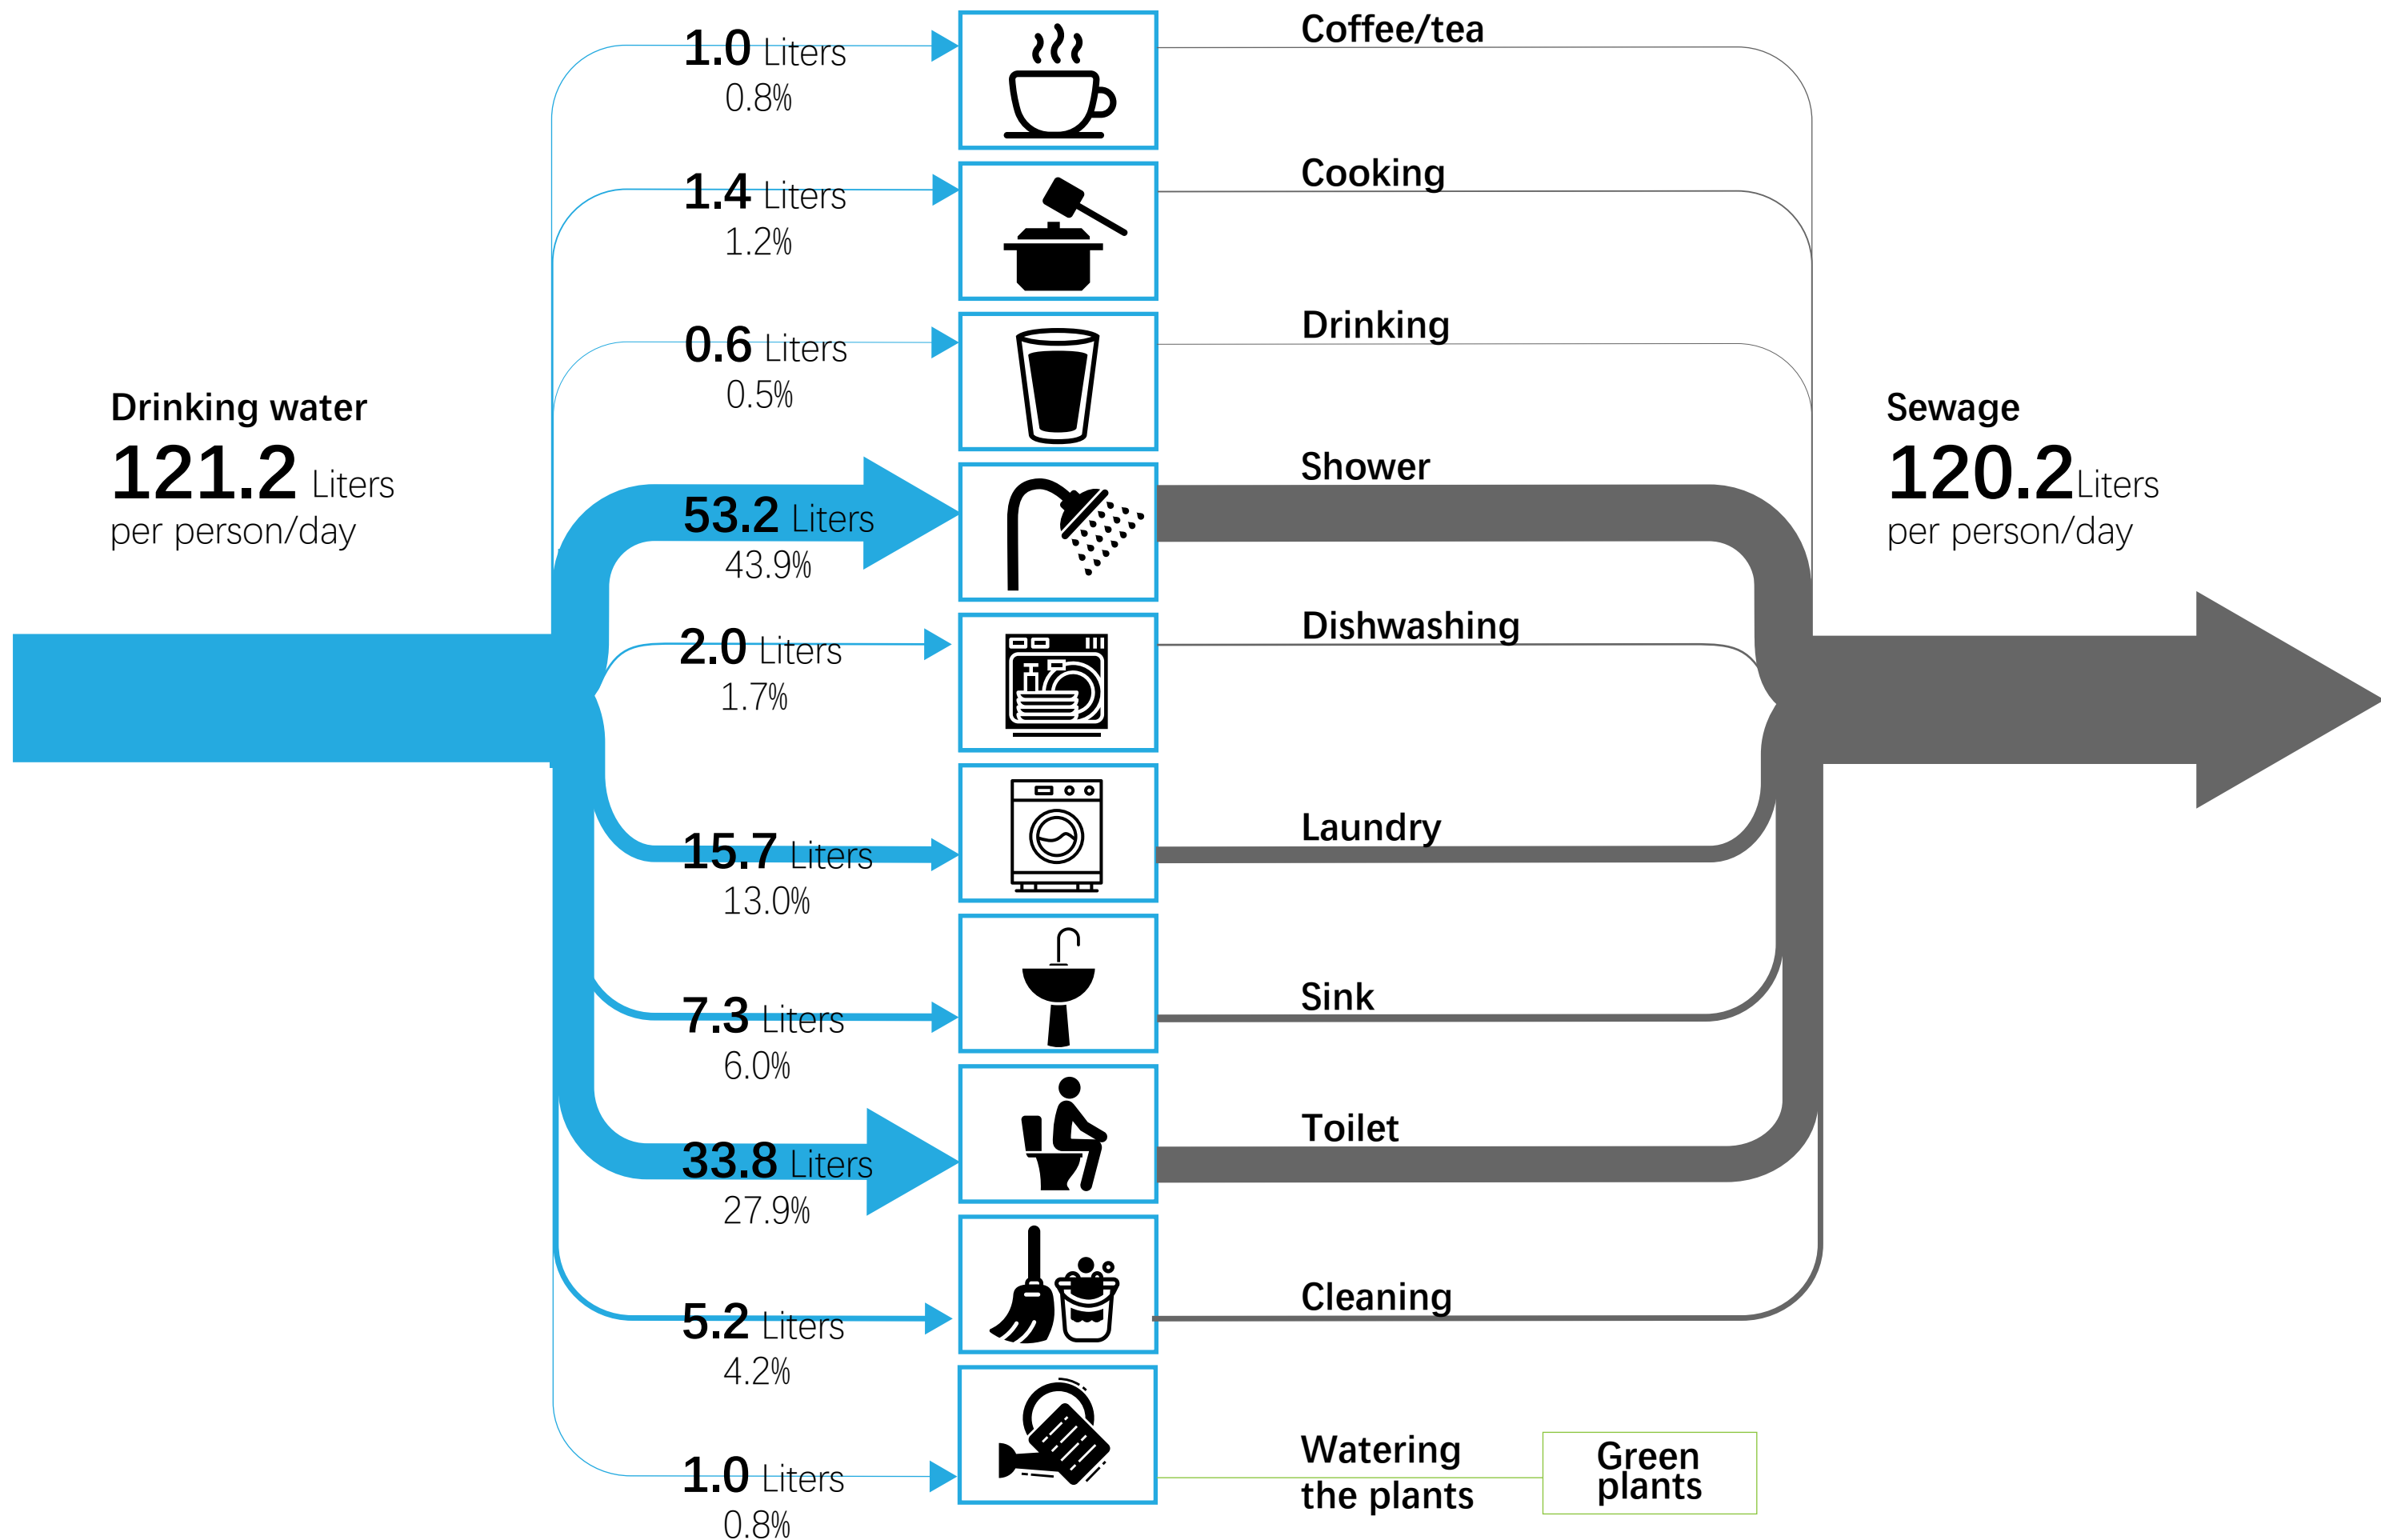 1.0 Liters
0.8%
Coffee/tea
1.4 Liters
1.2%
Cooking
0.6 Liters
0.5%
Drinking
Drinking water
121.2 Liters
per person/day
53.2 Liters
43.9%
Shower
Sewage
120.2 Liters
per person/day
2.0 Liters
1.7%
Dishwashing
15.7 Liters
13.0%
Laundry
7.3 Liters
6.0%
Sink
33.8 Liters
27.9%
Toilet
5.2 Liters
4.2%
Cleaning
1.0 Liters
0.8%
Watering
the plants
Green
plants